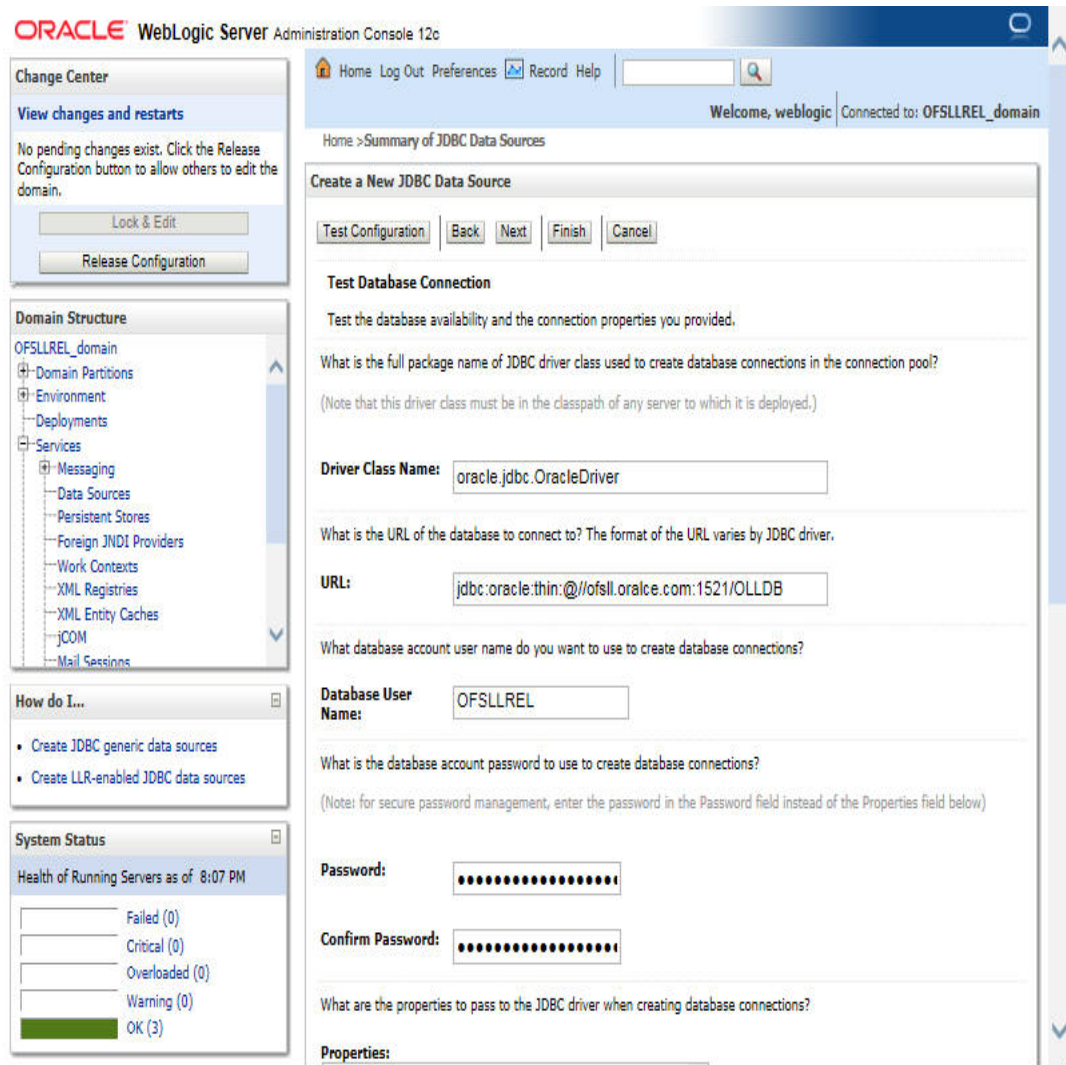 ORACLE WebLogic Server Administration Console 12c
Change Center
View changes and restarts
No pending changes exist. Click the Release
Configuration button to allow others to edit the
domain.
Lock & Edit
Release Configuration
Domain Structure
OFSLLREL_domain
Domain Partitions
Environment
Deployments
Services
Messaging
Data Sources
Persistent Stores
Foreign JNDI Providers
Work Contexts
XML Registries
XML Entity Caches
jCOM
Mail Sessions
How do I...
Create JDBC generic data sources
Create LLR-enabled JDBC data sources
System Status
Health of Running Servers as of 8:07 PM
Failed (0)
Critical (0)
Overloaded (0)
Warning (0)
OK (3)
Home Log Out Preferences Record Help
Welcome, weblogic Connected to: OFSLLREL_domain
Home >Summary of JDBC Data Sources
Create a New JDBC Data Source
Test Configuration Back Next Finish Cancel
Test Database Connection
Test the database availability and the connection properties you provided.
What is the full package name of JDBC driver class used to create database connections in the connection pool?
(Note that this driver class must be in the classpath of any server to which it is deployed.)
Driver Class Name: oracle.jdbc.OracleDriver
What is the URL of the database to connect to? The format of the URL varies by JDBC driver.
URL: jdbc:oracle:thin:@//ofsll.oralce.com:1521/OLLDB
What database account user name do you want to use to create database connections?
Database User
Name: OFSLLREL
What is the database account password to use to create database connections?
(Note: for secure password management, enter the password in the Password field instead of the Properties field below)
Password:
Confirm Password:
What are the properties to pass to the JDBC driver when creating database connections?
Properties: